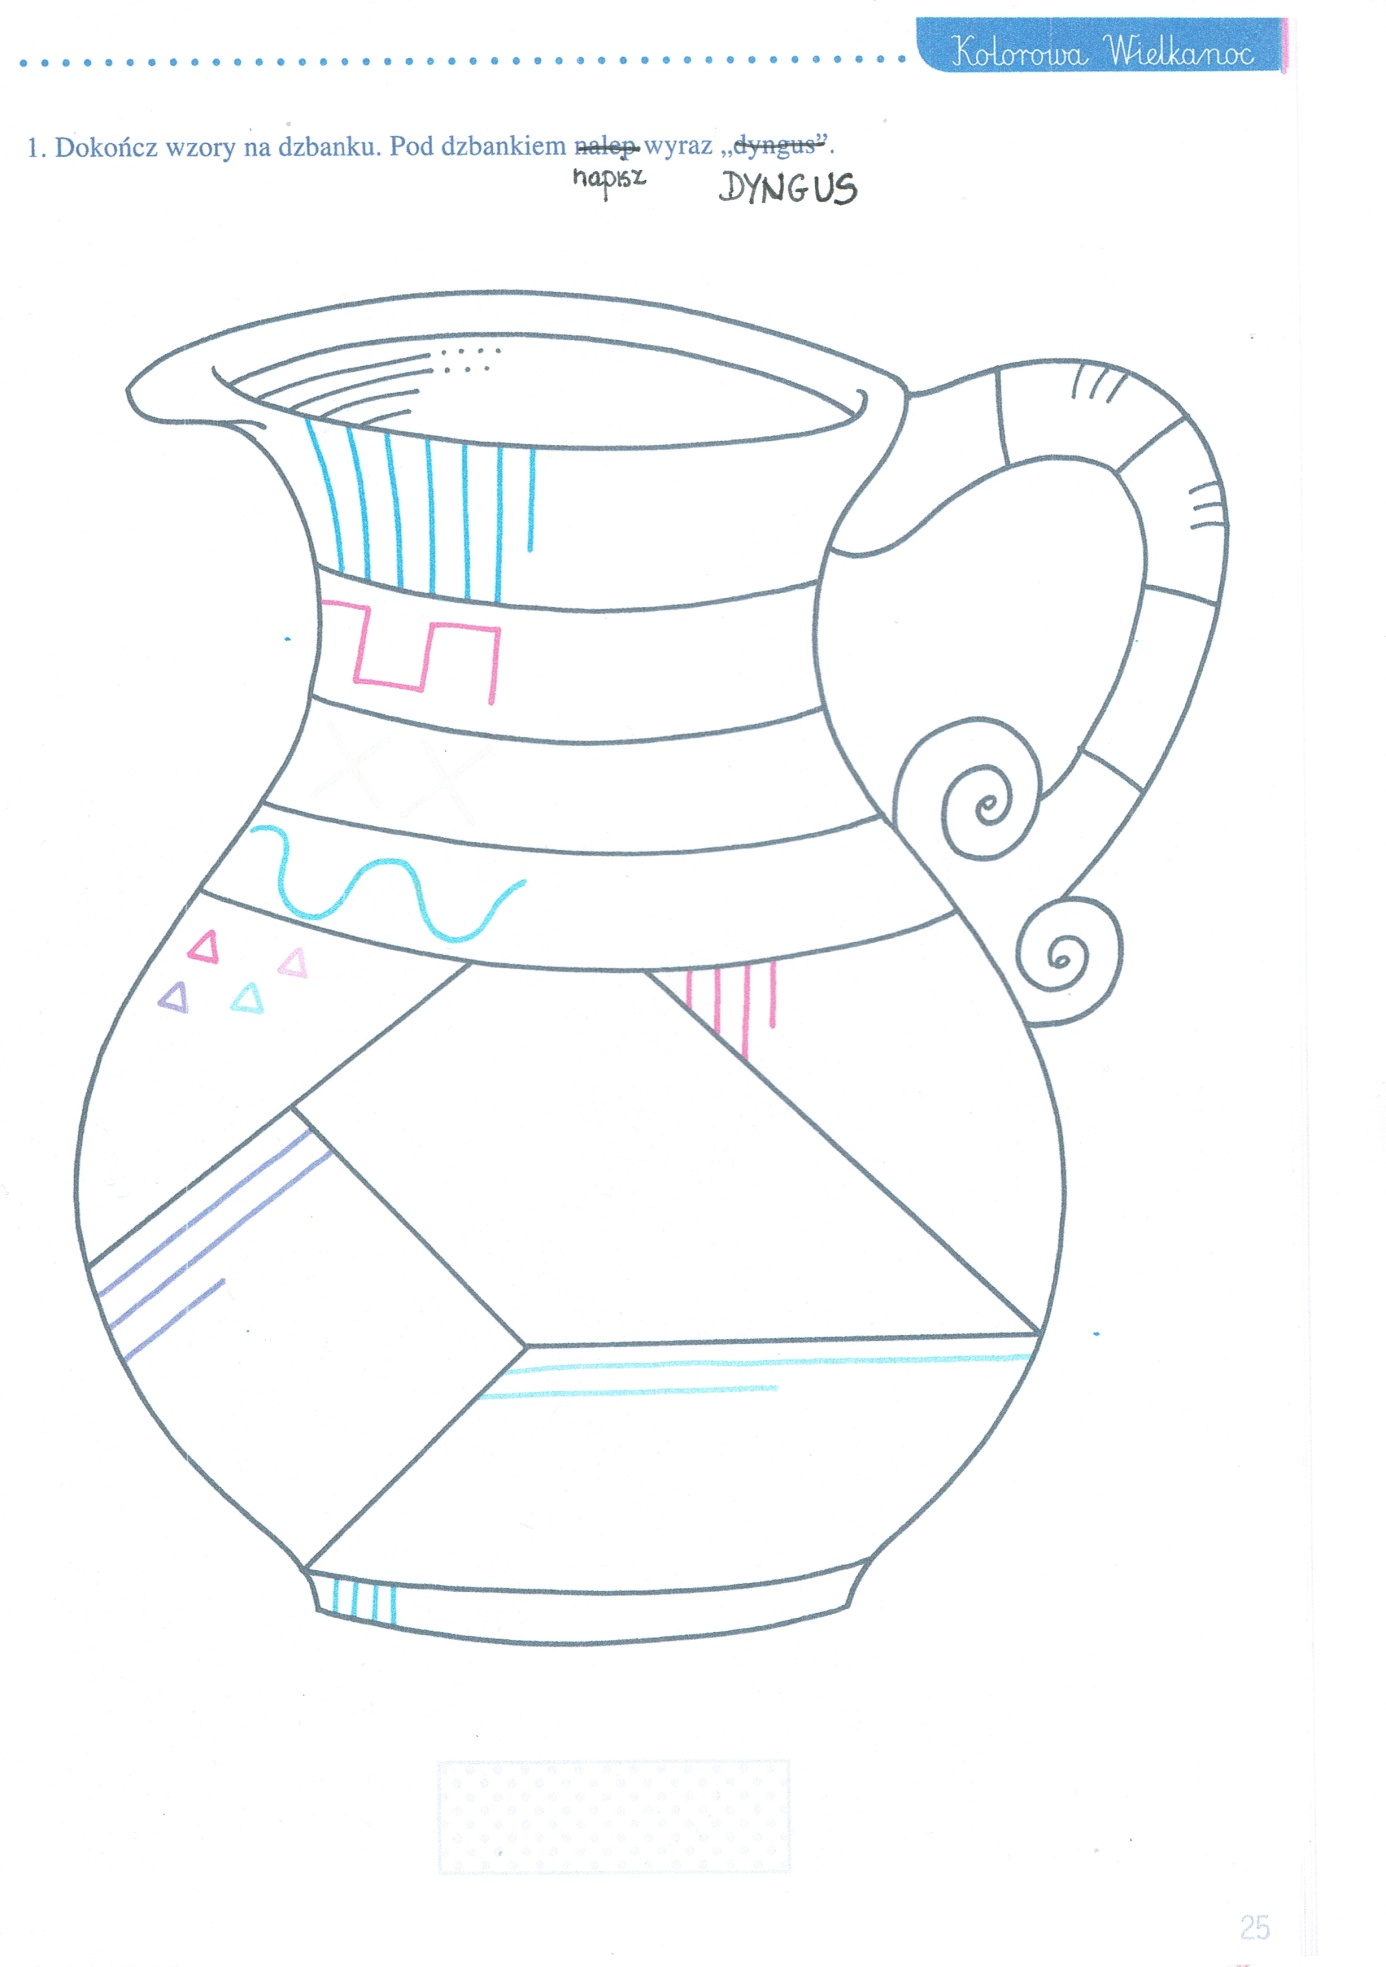 Kolorowa Wielkanoc
1. Dokończ wzory na dzbanku. Pod dzbankiem nalep wyraz „dyngus”.
napisz DYNGUS
25